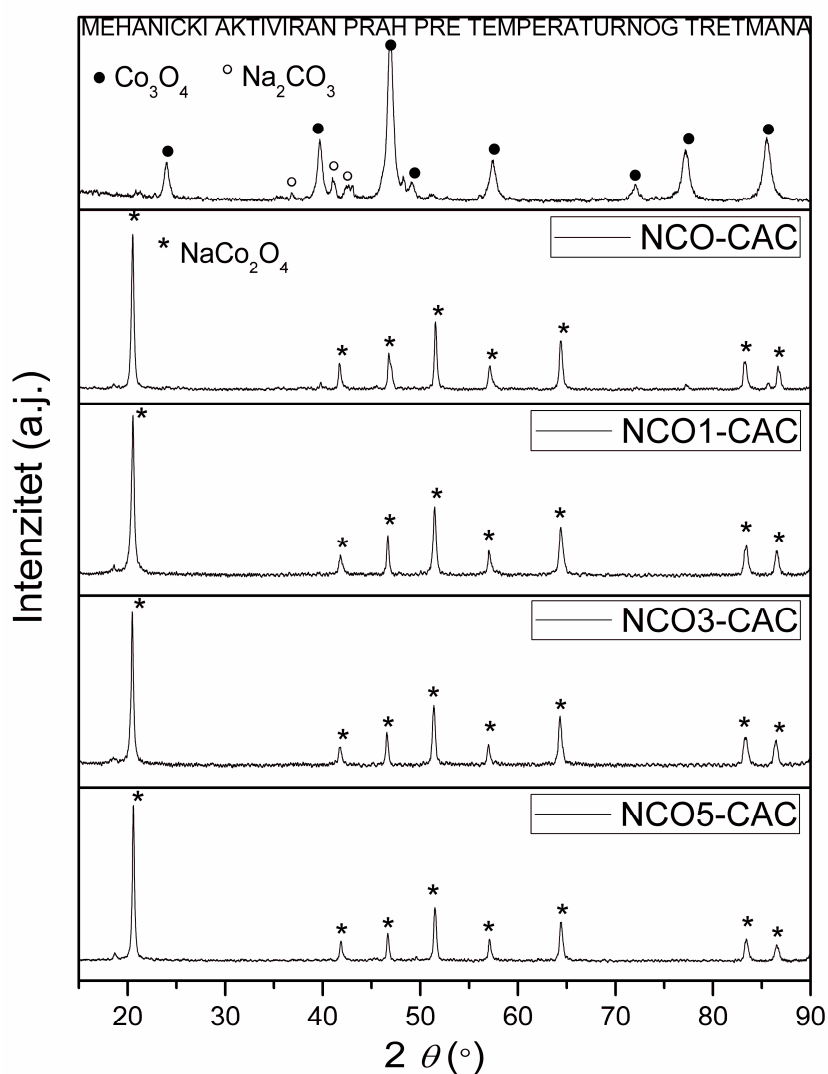 MEHANICKI AKTIVIRAN PRAH PRE TEMPERATURNOG TRETMANA
● Co₃O₄ ○ Na₂CO₃
* NaCo₂O₄
NCO-CAC
NCO1-CAC
NCO3-CAC
NCO5-CAC
Intenzitet (a.j.)
20 30 40 50 60 70 80 90
2 θ (°)